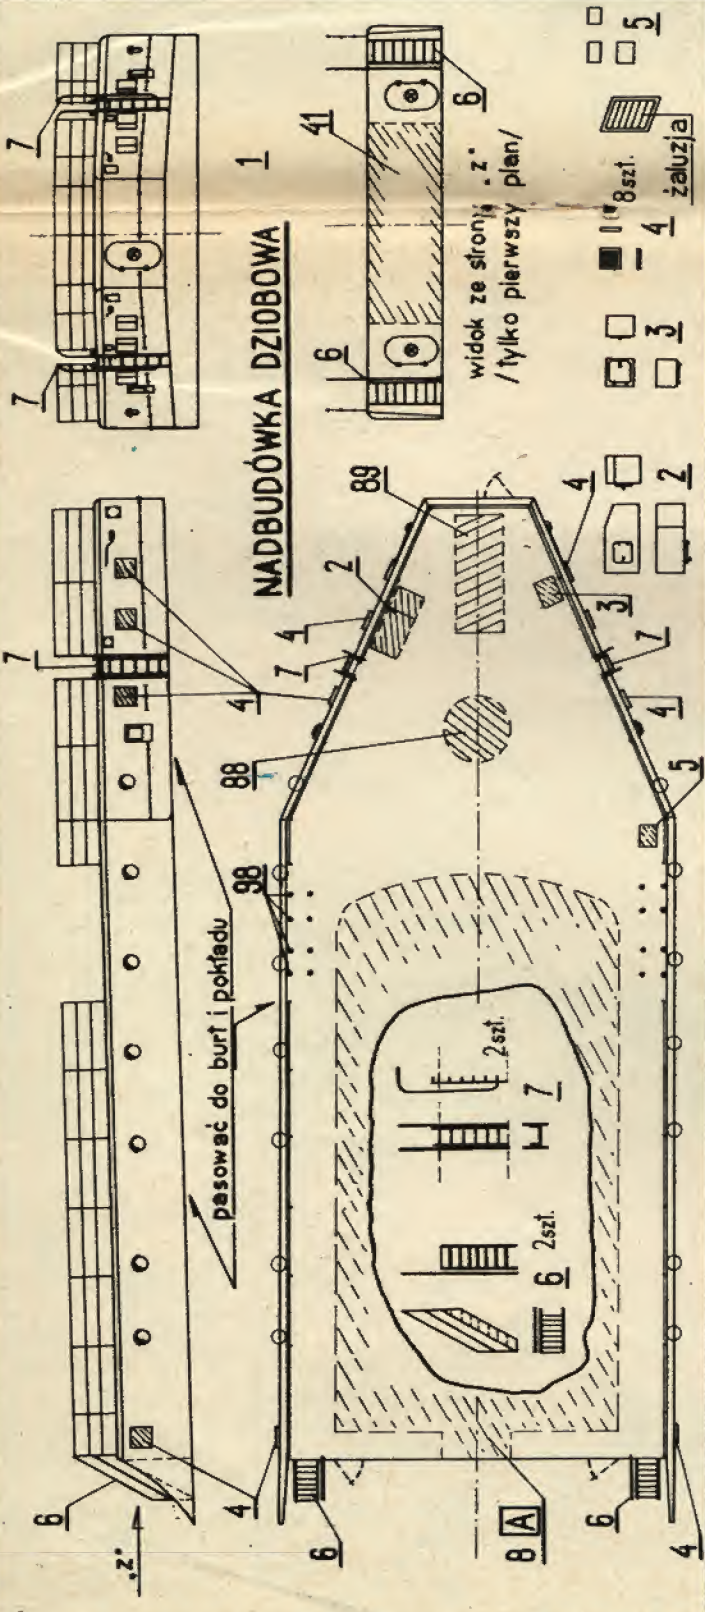 7
7
7
6
"Z"
pasować do burt i pokładu
4
98
88
4
1
NADBUDÓWKA DZIOBOWA
4
7
6
6
41
2
89
6
widok ze strony „z"
/tylko pierwszy plan/
2szt.
8 A
6 2szt.
7
4
6
3
8szt.
5
7
4
2
3
4
żaluzja
4
5